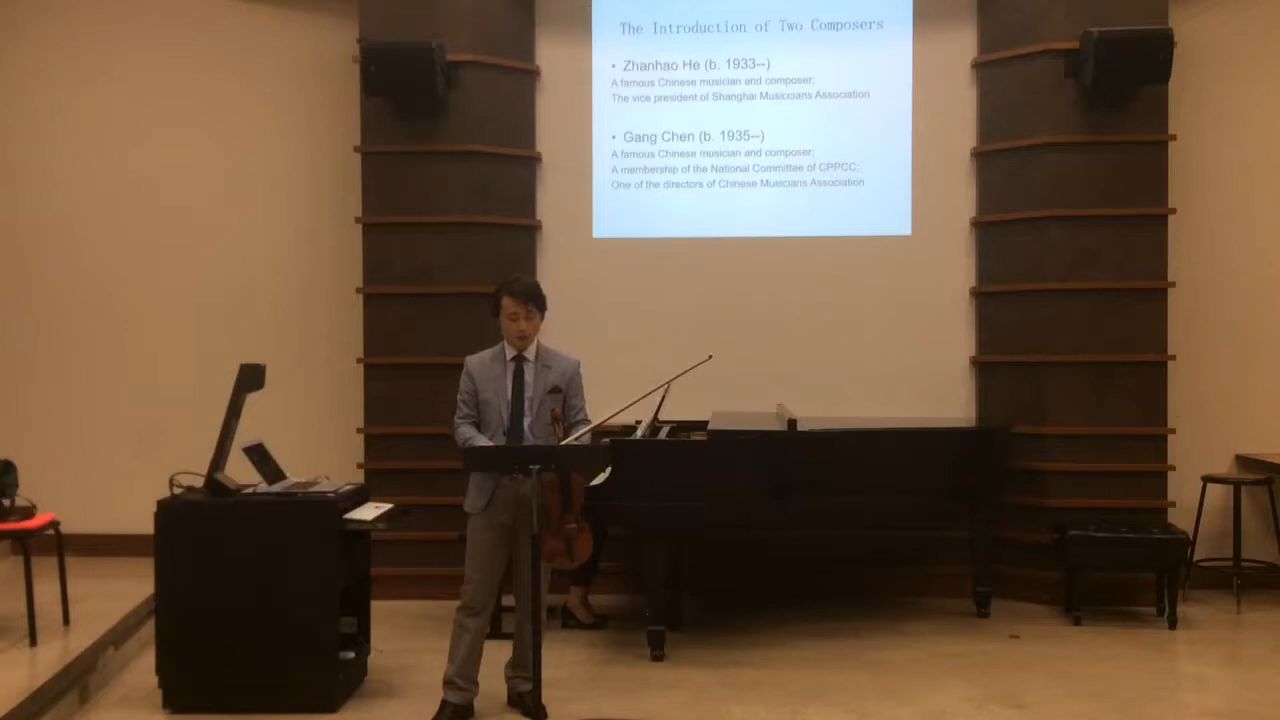 The Introduction of Two Composers
• Zhanhao He (b. 1933--)
A famous Chinese musician and composer;
The vice president of Shanghai Musiccians Association
• Gang Chen (b. 1935--)
A famous Chinese musician and composer;
A membership of the National Committee of CPPCC;
One of the directors of Chinese Musicians Association